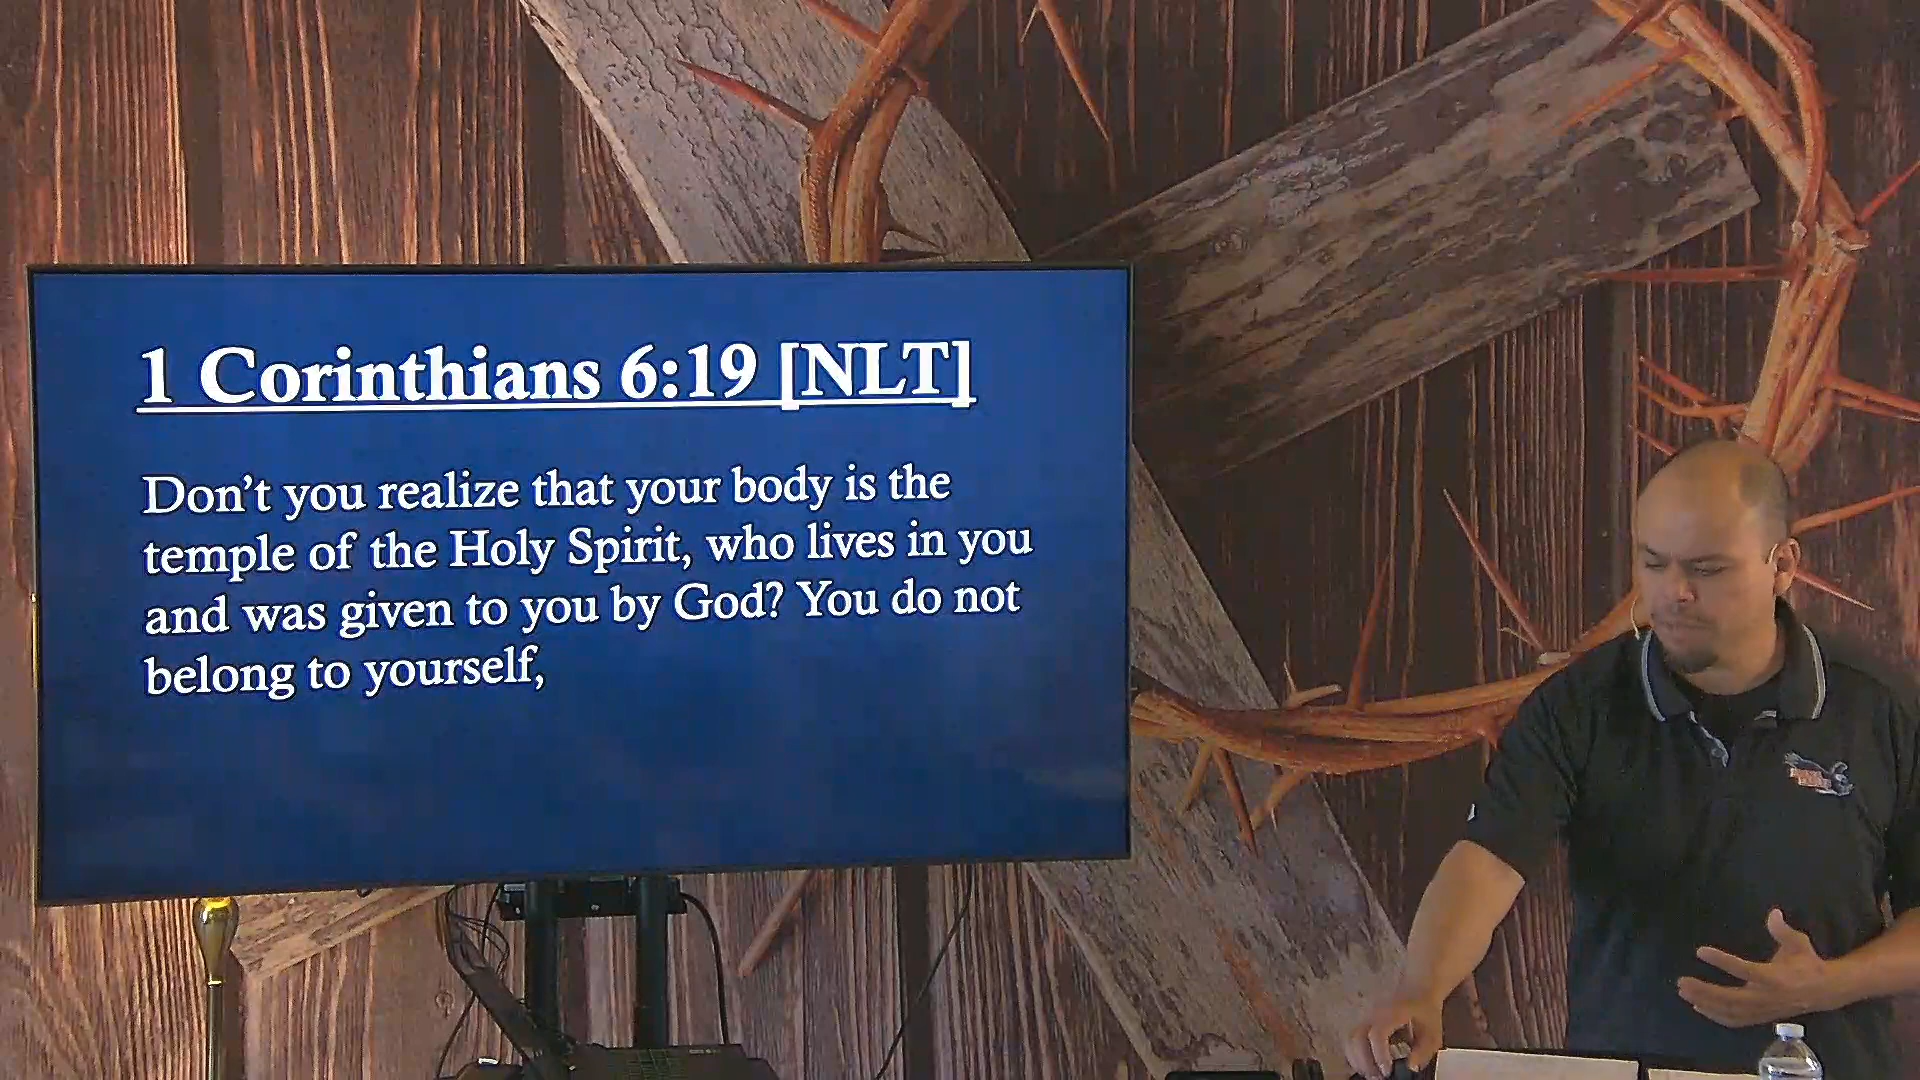 1 Corinthians 6:19 [NLT]
Don't you realize that your body is the
temple of the Holy Spirit, who lives in you
and was given to you by God? You do not
belong to yourself,